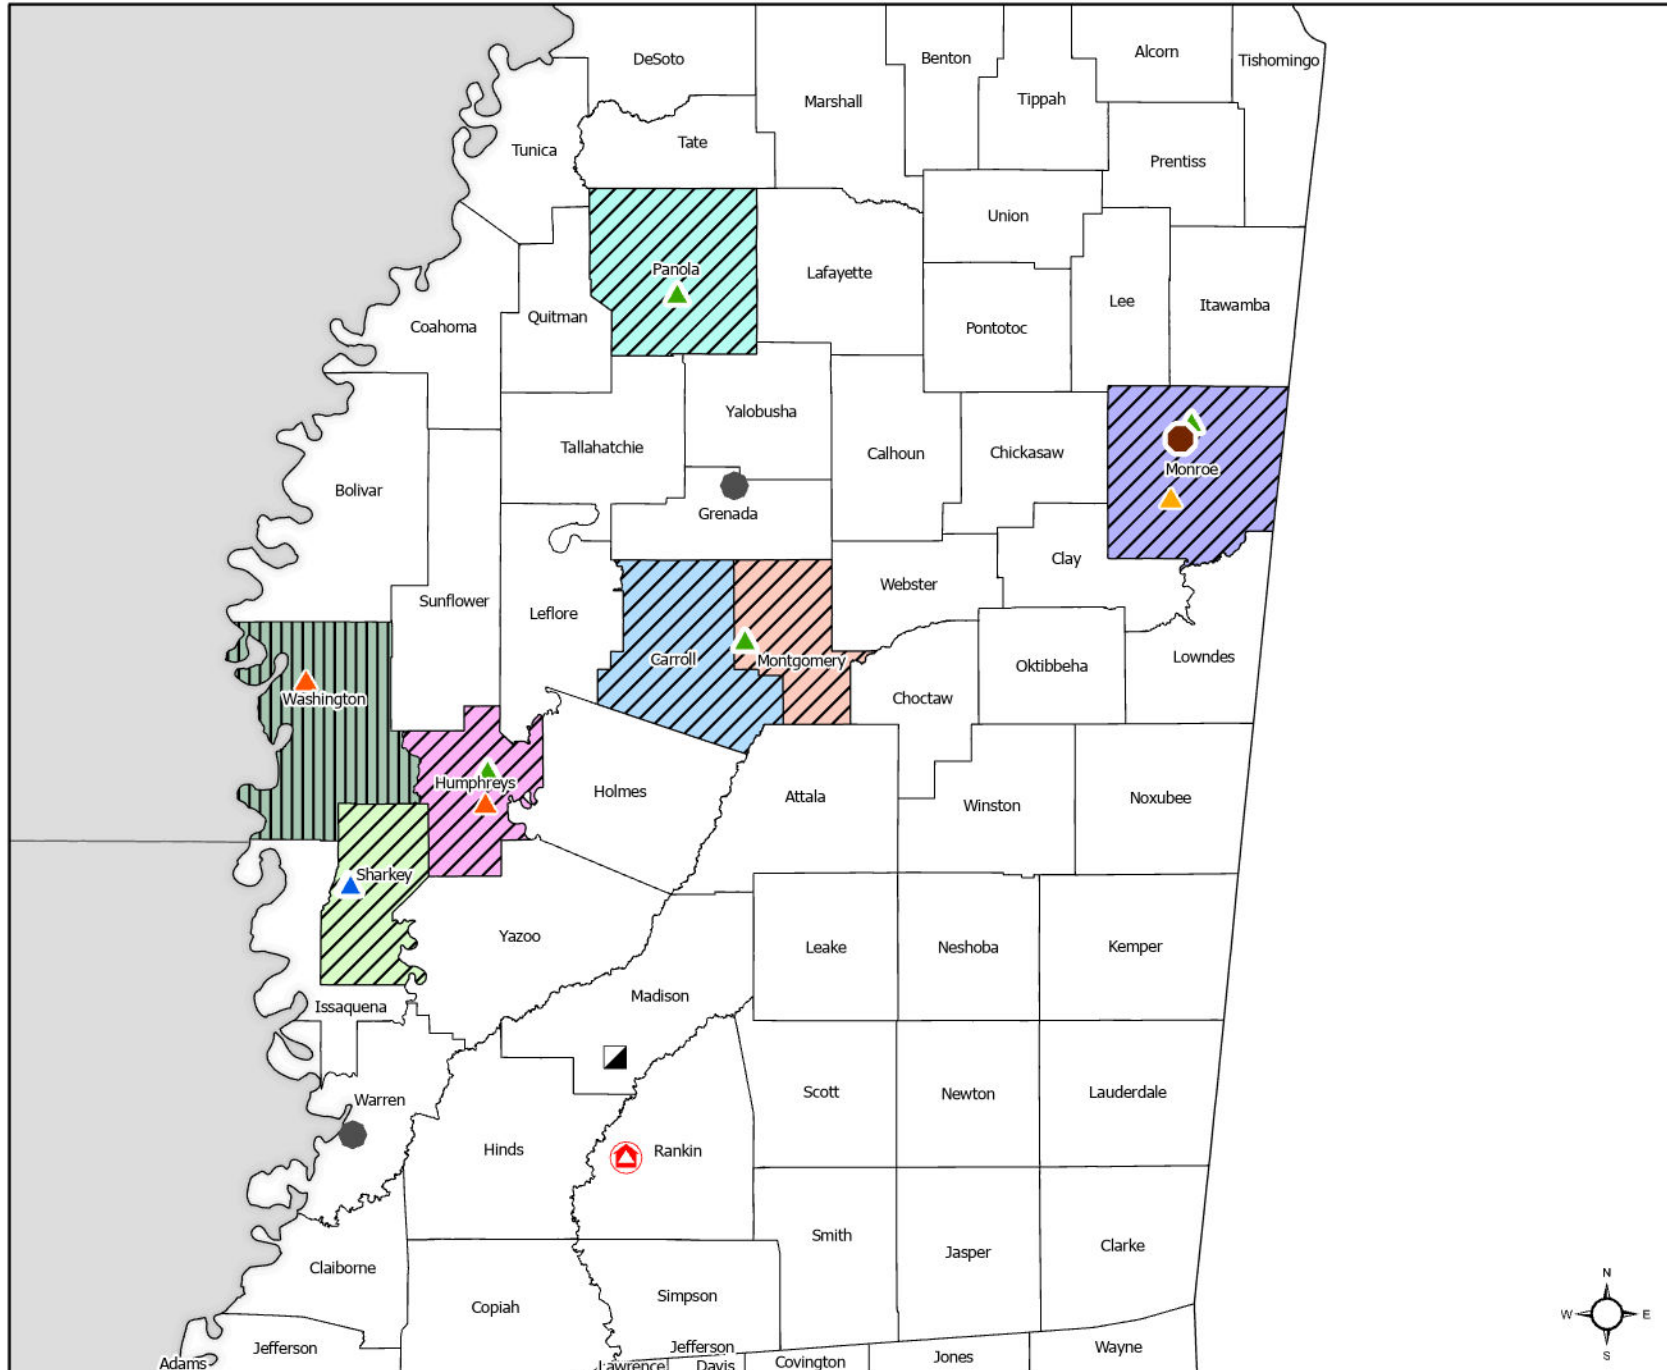 DeSoto
Benton
Alcorn
Tishomingo
Marshall
Tippah
Tunica
Tate
Prentiss
Union
Panola
Lafayette
Lee
Itawamba
Coahoma
Quitman
Pontotoc
Yalobusha
Tallahatchie
Calhoun
Chickasaw
Monroe
Bolivar
Grenada
Clay
Webster
Sunflower
Leflore
Carroll
Montgomery
Oktibbeha
Lowndes
Choctaw
Washington
Humphreys
Holmes
Attala
Winston
Noxubee
Sharkey
Yazoo
Leake
Neshoba
Kemper
Madison
Issaquena
Warren
Scott
Newton
Lauderdale
Hinds
Rankin
Smith
Jasper
Clarke
Claiborne
Copiah
Simpson
N
W
E
S
Jefferson
Jefferson
Davis
Wayne
Adams
Lawrence
Covington
Jones